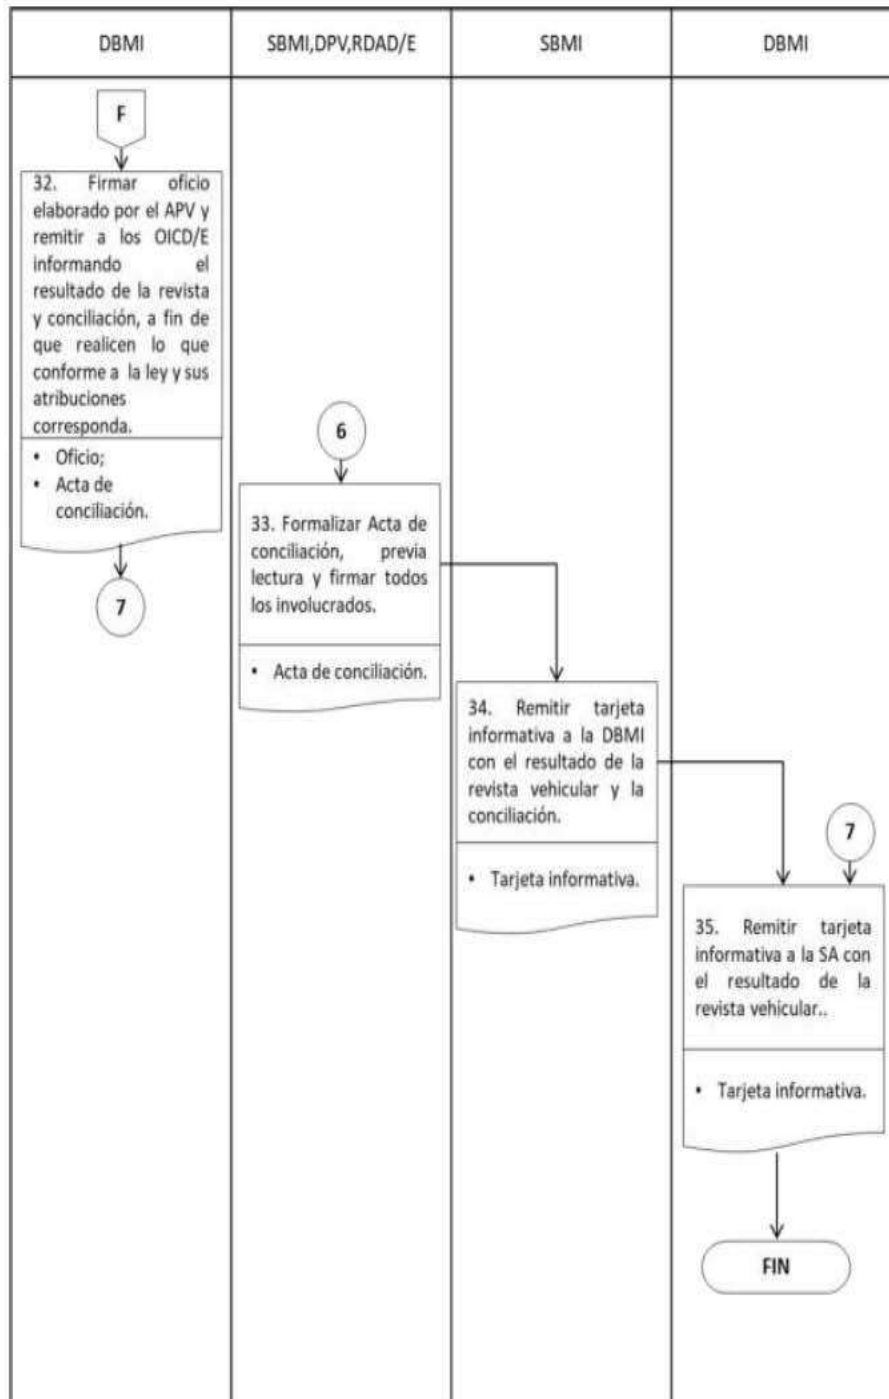 DBMI
SBMI,DPV,RDAD/E
SBMI
DBMI
F
32. Firmar oficio
elaborado por el APV y
remitir a los OICD/E
informando el
resultado de la revista
y conciliación, a fin de
que realicen lo que
conforme a la ley y sus
atribuciones
corresponda.
• Oficio;
• Acta de
conciliación.
7
6
33. Formalizar Acta de
conciliación, previa
lectura y firmar todos
los involucrados.
• Acta de conciliación.
34. Remitir tarjeta
informativa a la DBMI
con el resultado de la
revista vehicular y la
conciliación.
• Tarjeta informativa.
7
35. Remitir tarjeta
informativa a la SA con
el resultado de la
revista vehicular..
• Tarjeta informativa.
FIN